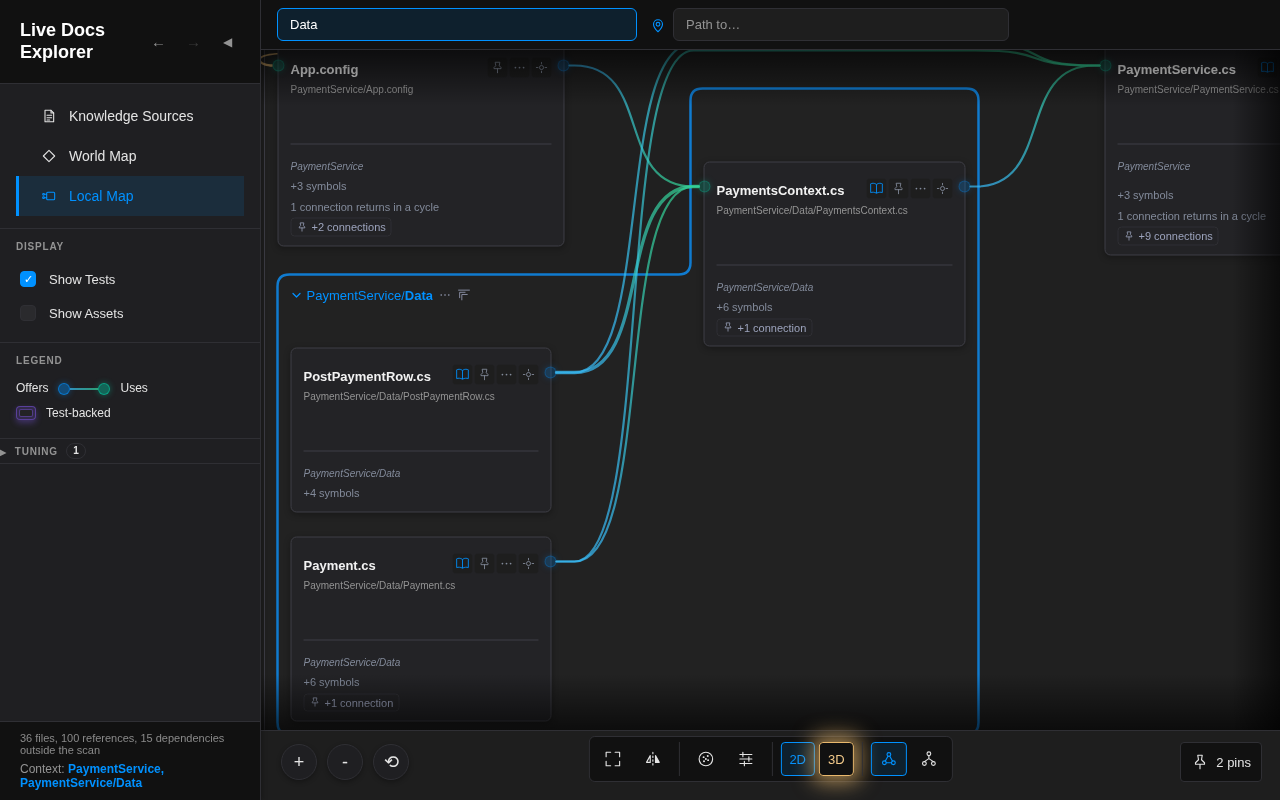 Live Docs
Explorer
Data
Path to…
Knowledge Sources
World Map
Local Map
DISPLAY
Show Tests
Show Assets
LEGEND
Offers
Uses
Test-backed
TUNING 1
36 files, 100 references, 15 dependencies
outside the scan
Context: PaymentService,
PaymentService/Data
App.config
PaymentService/App.config
PaymentService
+3 symbols
1 connection returns in a cycle
+2 connections
PaymentService/Data
PostPaymentRow.cs
PaymentService/Data/PostPaymentRow.cs
PaymentService/Data
+4 symbols
Payment.cs
PaymentService/Data/Payment.cs
PaymentService/Data
+6 symbols
+1 connection
PaymentsContext.cs
PaymentService/Data/PaymentsContext.cs
PaymentService/Data
+6 symbols
+1 connection
PaymentService.cs
PaymentService/PaymentService.cs
PaymentService
+3 symbols
1 connection returns in a cycle
+9 connections
+
-
2D
3D
2 pins